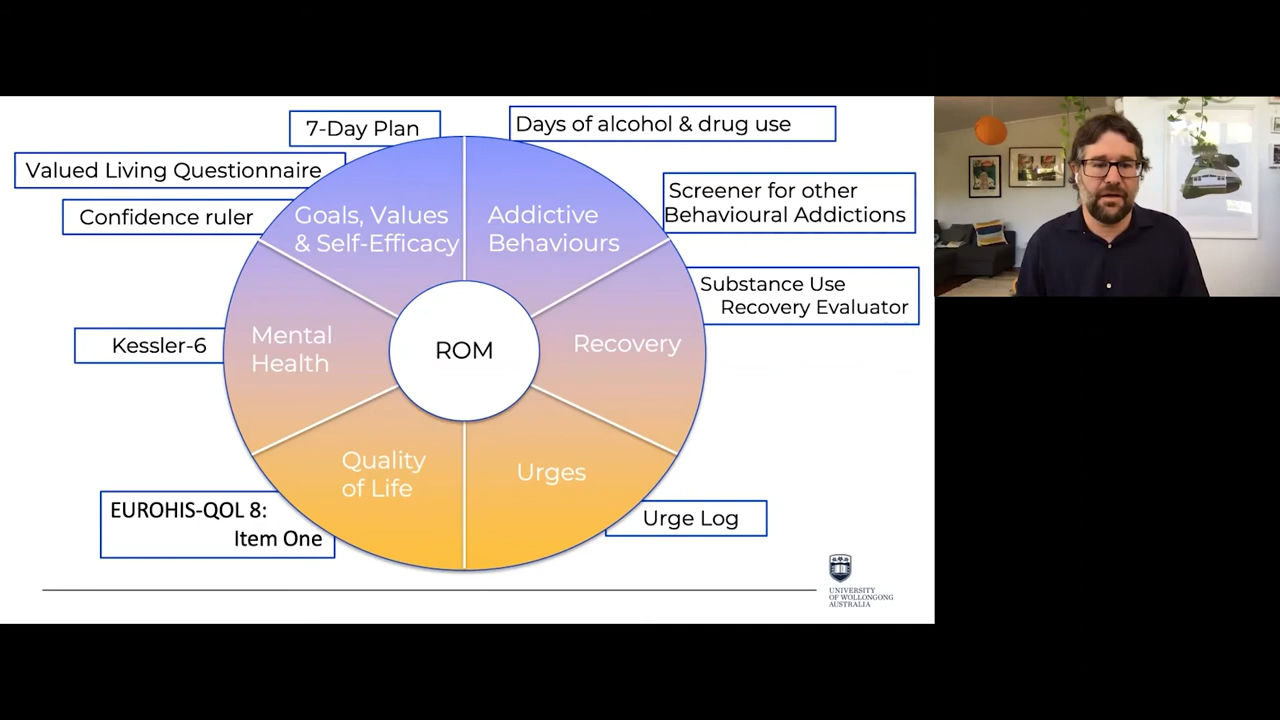 7-Day Plan
Days of alcohol & drug use
Valued Living Questionnaire
Screener for other
Behavioural Addictions
Confidence ruler
Goals, Values
& Self-Efficacy
Addictive
Behaviours
Substance Use
Recovery Evaluator
Kessler-6
Mental
Health
ROM
Recovery
Quality
of Life
Urges
EUROHIS-QOL 8:
Item One
Urge Log
UNIVERSITY
OF WOLLONGONG
AUSTRALIA